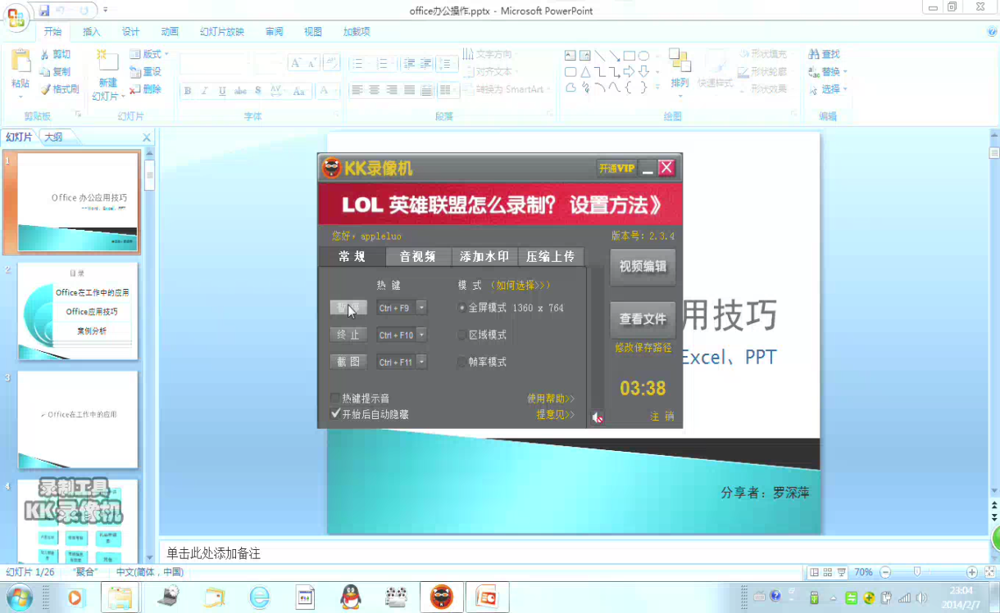 office办公操作.pptx - Microsoft PowerPoint
开始 插入 设计 动画 幻灯片放映 审阅 视图 加载项
剪切 版式 文字方向 形状填充 查找
粘贴 复制 新建 重设 对齐文本 排列 快速样式 形状轮廓 替换
格式刷 幻灯片 删除 B I U abe S AV Aa A 转换为 SmartArt 形状效果 选择
剪贴板 幻灯片 字体 段落 绘图 编辑
幻灯片 大纲
1
Office 办公应用技巧
2
目录
Office在工作中的应用
Office应用技巧
案例分析
3
Office在工作中的应用
4
录制工具
KK录像机
KK录像机 开通VIP
LOL 英雄联盟怎么录制? 设置方法》
您好，appleluo 版本号：2.3.4
常规 音视频 添加水印 压缩上传 视频编辑
热键 模式 (如何选择>>)
Ctrl + F9 全屏模式 1360 x 764 查看文件
终止 Ctrl + F10 区域模式 修改保存路径
截图 Ctrl + F11 帧率模式
03:38
热键提示音 使用帮助>>
开始后自动隐藏 提意见>> 注销
用技巧
Excel、PPT
分享者：罗深萍
单击此处添加备注
幻灯片 1/26 "聚合" 中文(简体，中国) 70%
23:04
2014/2/7